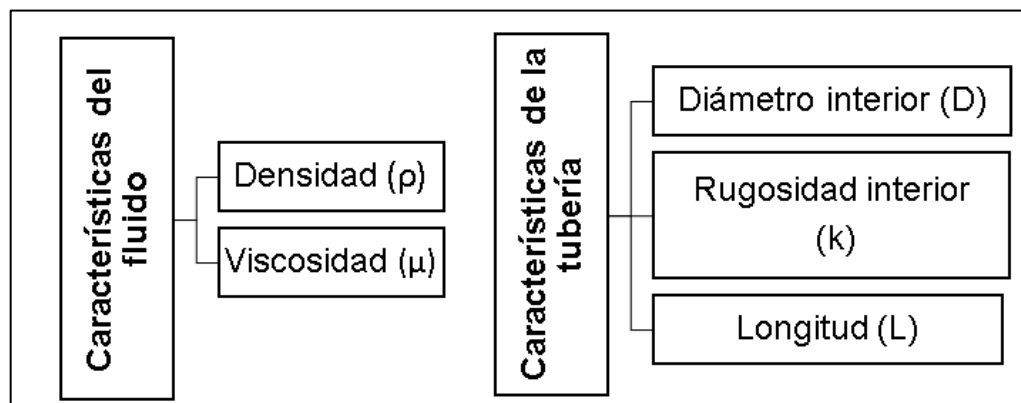 Características del
fluido
Densidad (ρ)
Viscosidad (μ)
Características de la
tubería
Diámetro interior (D)
Rugosidad interior
(k)
Longitud (L)